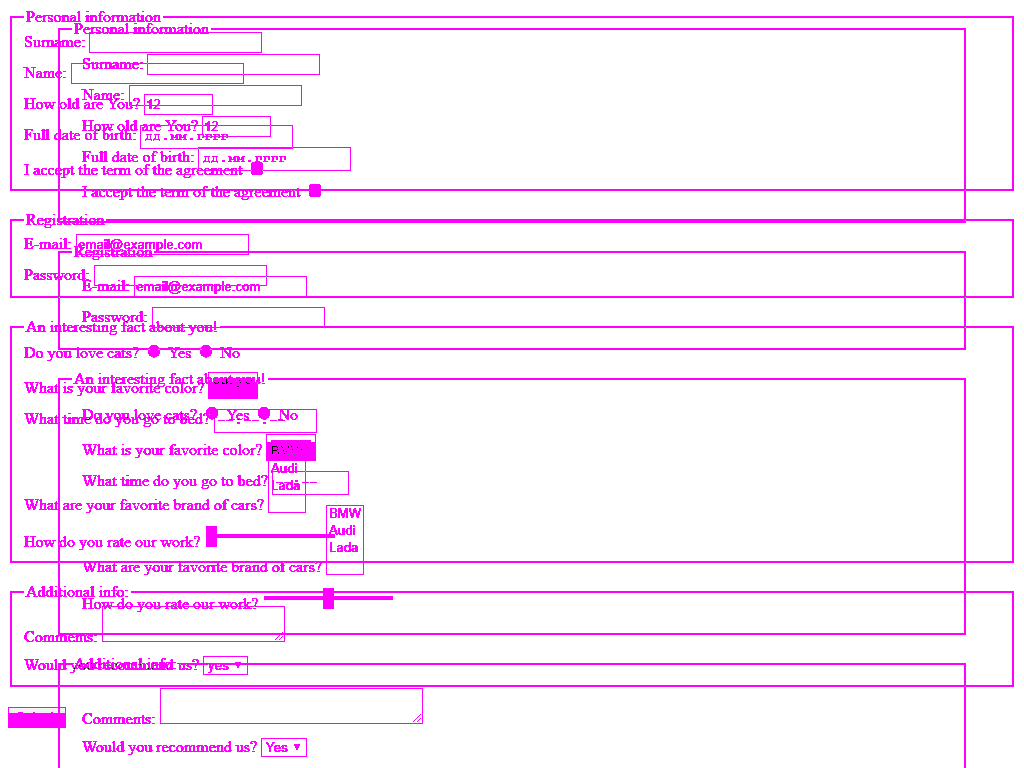 Personal information
Personal information
Surname:
Surname:
Name:
Name:
How old are You? 12
How old are You? 12
Full date of birth: дд.мм.гггг
Full date of birth: дд.мм.гггг
I accept the term of the agreement
I accept the term of the agreement
Registration
E-mail: email@example.com
Registration
Password:
E-mail: email@example.com
Password:
An interesting fact about you!
Do you love cats? Yes No
An interesting fact about you!
What is your favorite color?
Do you love cats? Yes No
What time do you go to bed? --:--
What is your favorite color?
Audi
What time do you go to bed? --:--
Lada
What are your favorite brand of cars?
BMW
Audi
How do you rate our work?
Lada
What are your favorite brand of cars?
Additional info:
How do you rate our work?
Comments:
Would you recommend us? yes
Additional info:
Comments:
Would you recommend us? Yes